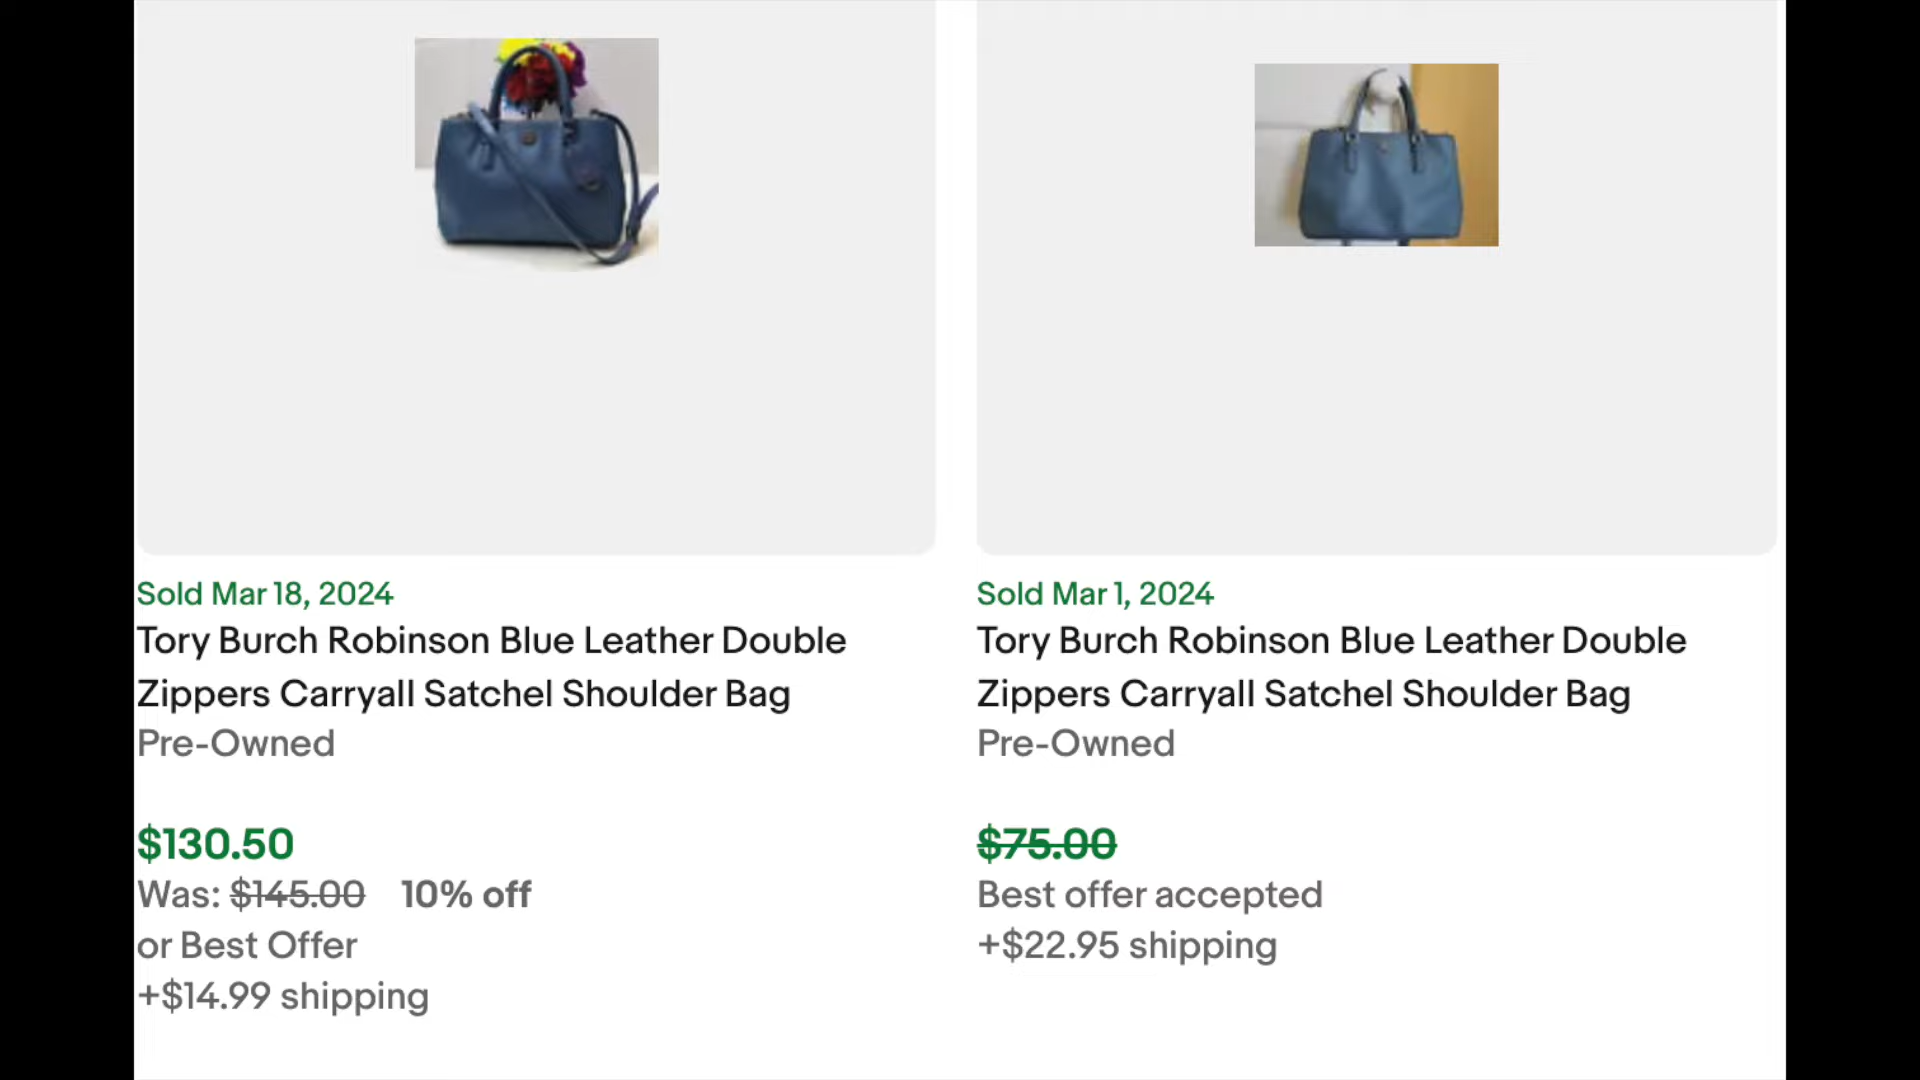 Sold Mar 18, 2024
Tory Burch Robinson Blue Leather Double
Zippers Carryall Satchel Shoulder Bag
Pre-Owned
$130.50
Was: $145.00 10% off
or Best Offer
+$14.99 shipping
Sold Mar 1, 2024
Tory Burch Robinson Blue Leather Double
Zippers Carryall Satchel Shoulder Bag
Pre-Owned
$75.00
Best offer accepted
+$22.95 shipping